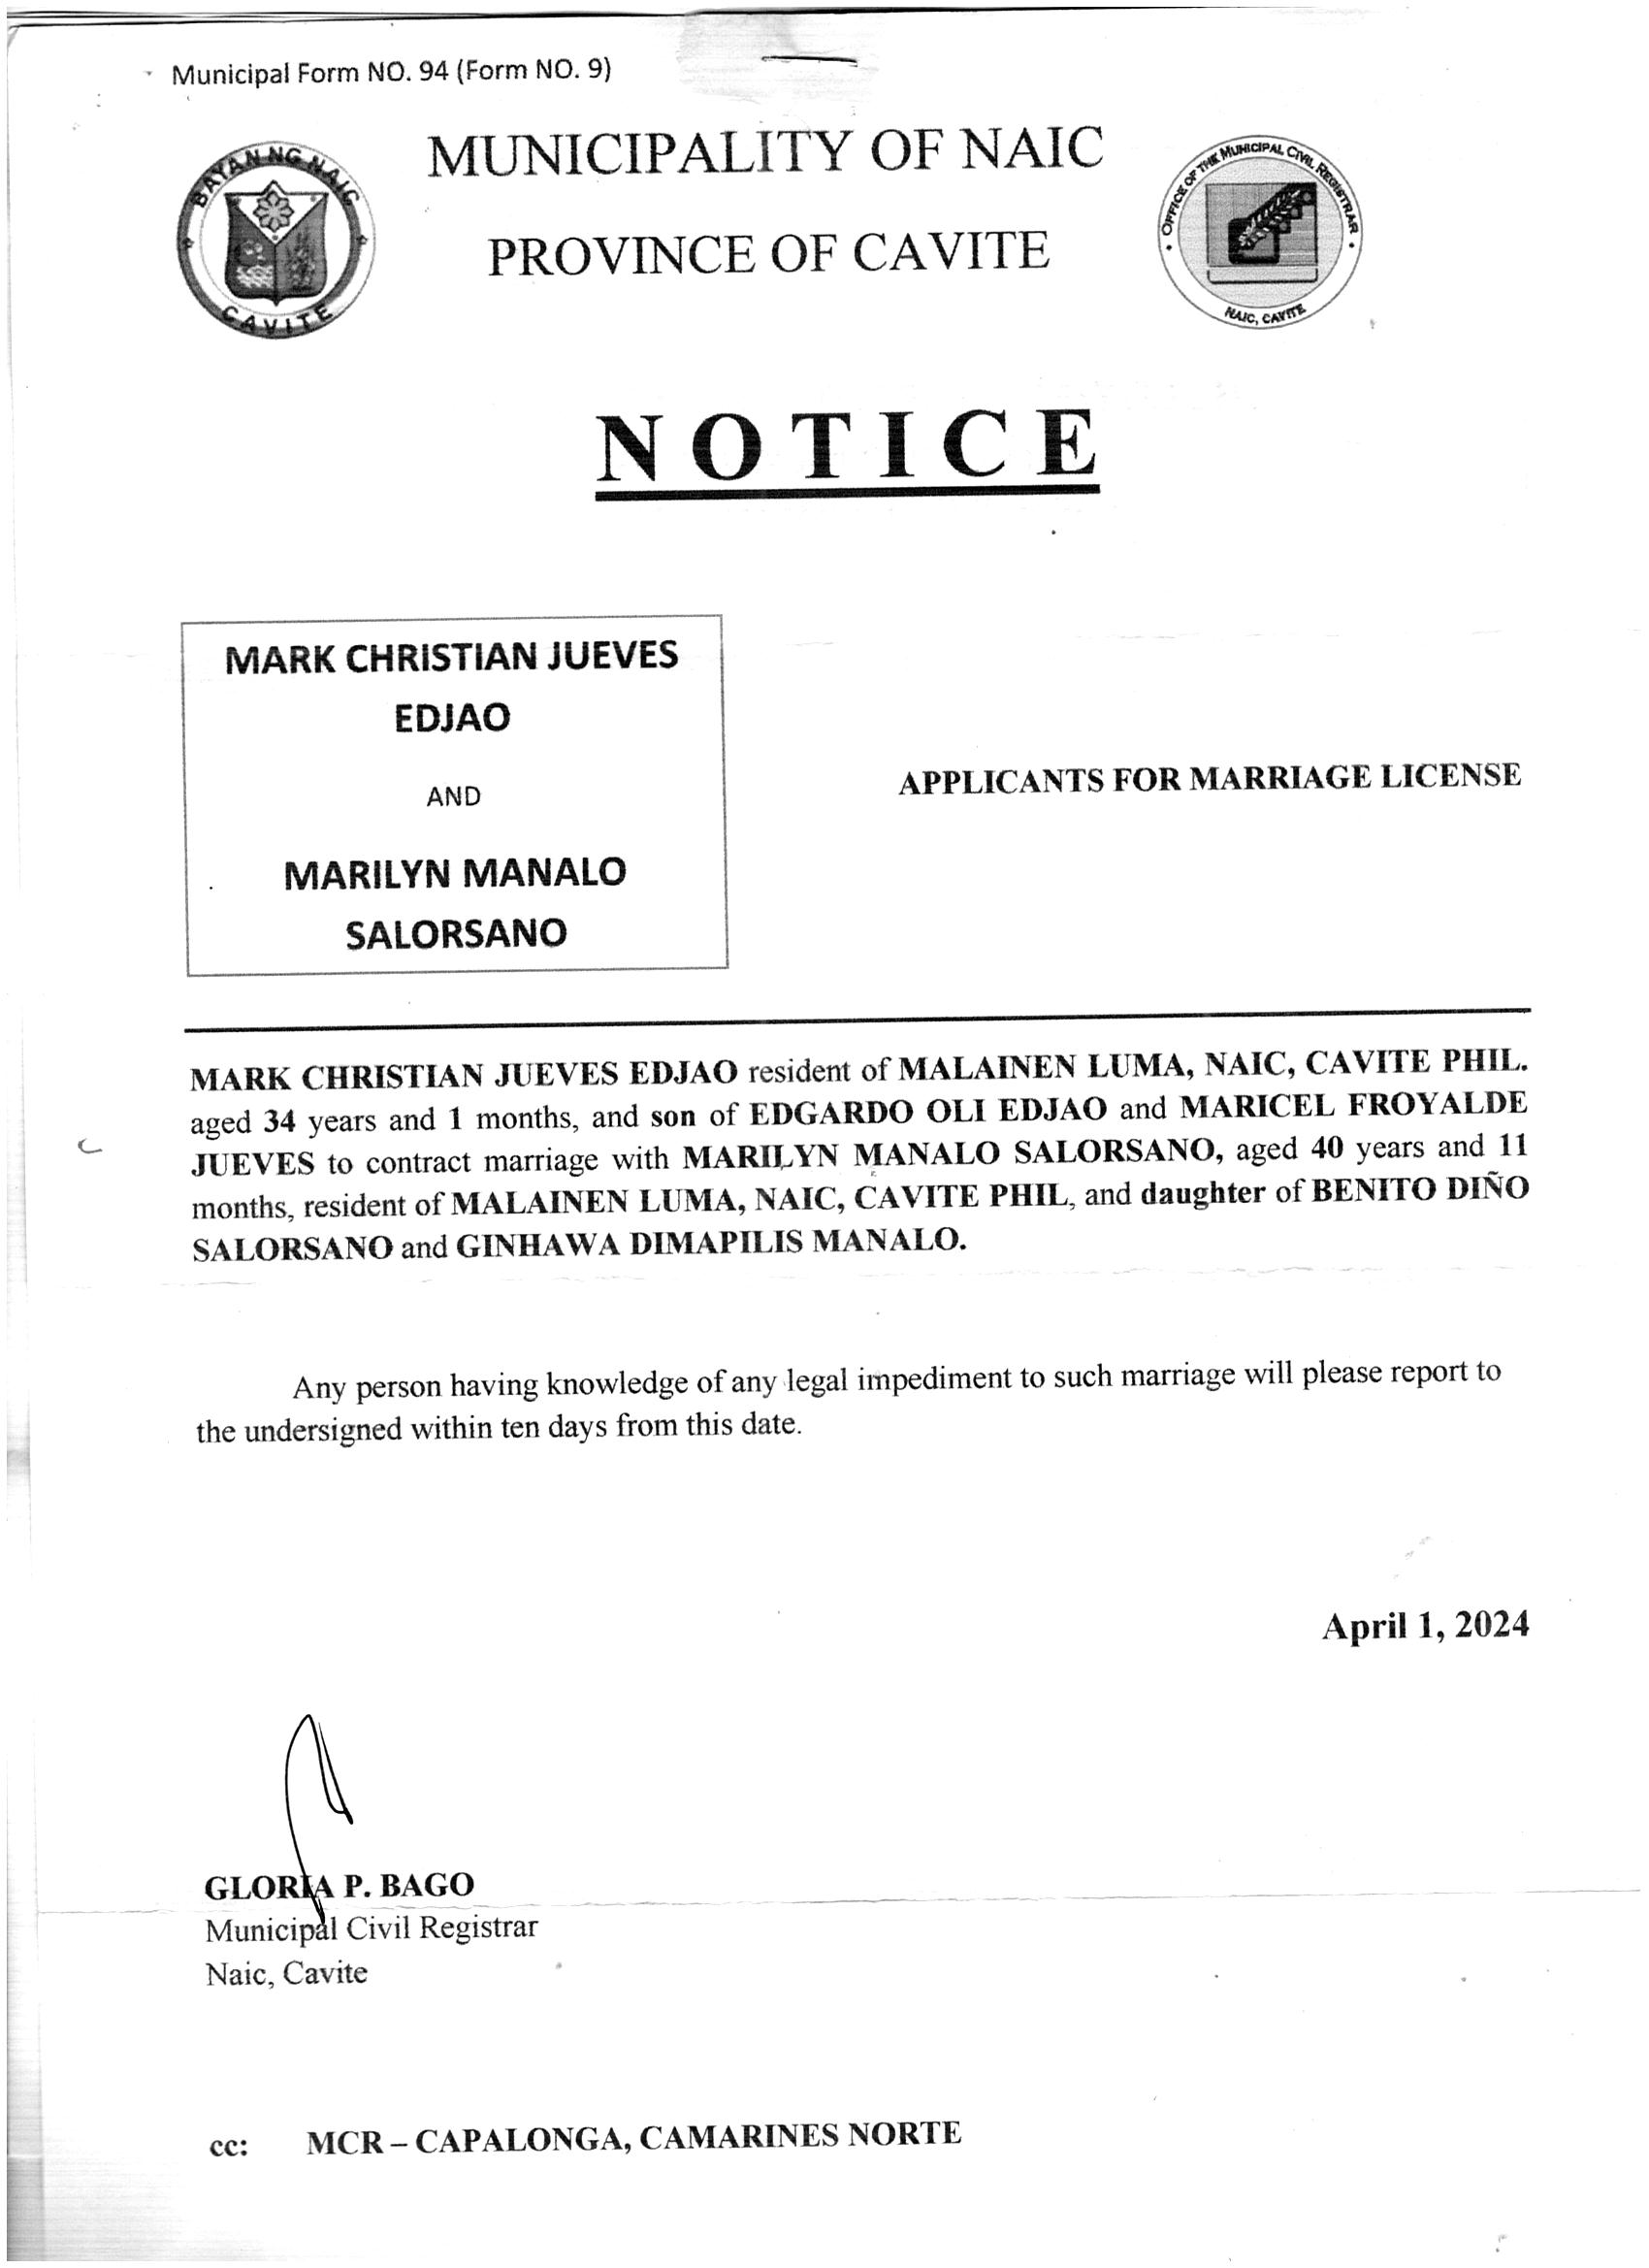 Municipal Form NO. 94 (Form NO. 9)
BAYAN NG NAIC
CAVITE
MUNICIPALITY OF NAIC
PROVINCE OF CAVITE
OFFICE OF THE MUNICIPAL CIVIL REGISTRAR
NAIC, CAVITE
NOTICE
MARK CHRISTIAN JUEVES
EDJAO
AND
MARILYN MANALO
SALORSANO
APPLICANTS FOR MARRIAGE LICENSE
MARK CHRISTIAN JUEVES EDJAO resident of MALAINEN LUMA, NAIC, CAVITE PHIL.
aged 34 years and 1 months, and son of EDGARDO OLI EDJAO and MARICEL FROYALDE
JUEVES to contract marriage with MARILYN MANALO SALORSANO, aged 40 years and 11
months, resident of MALAINEN LUMA, NAIC, CAVITE PHIL, and daughter of BENITO DIÑO
SALORSANO and GINHAWA DIMAPILIS MANALO.
Any person having knowledge of any legal impediment to such marriage will please report to
the undersigned within ten days from this date.
April 1, 2024
GLORIA P. BAGO
Municipal Civil Registrar
Naic, Cavite
cc: MCR – CAPALONGA, CAMARINES NORTE